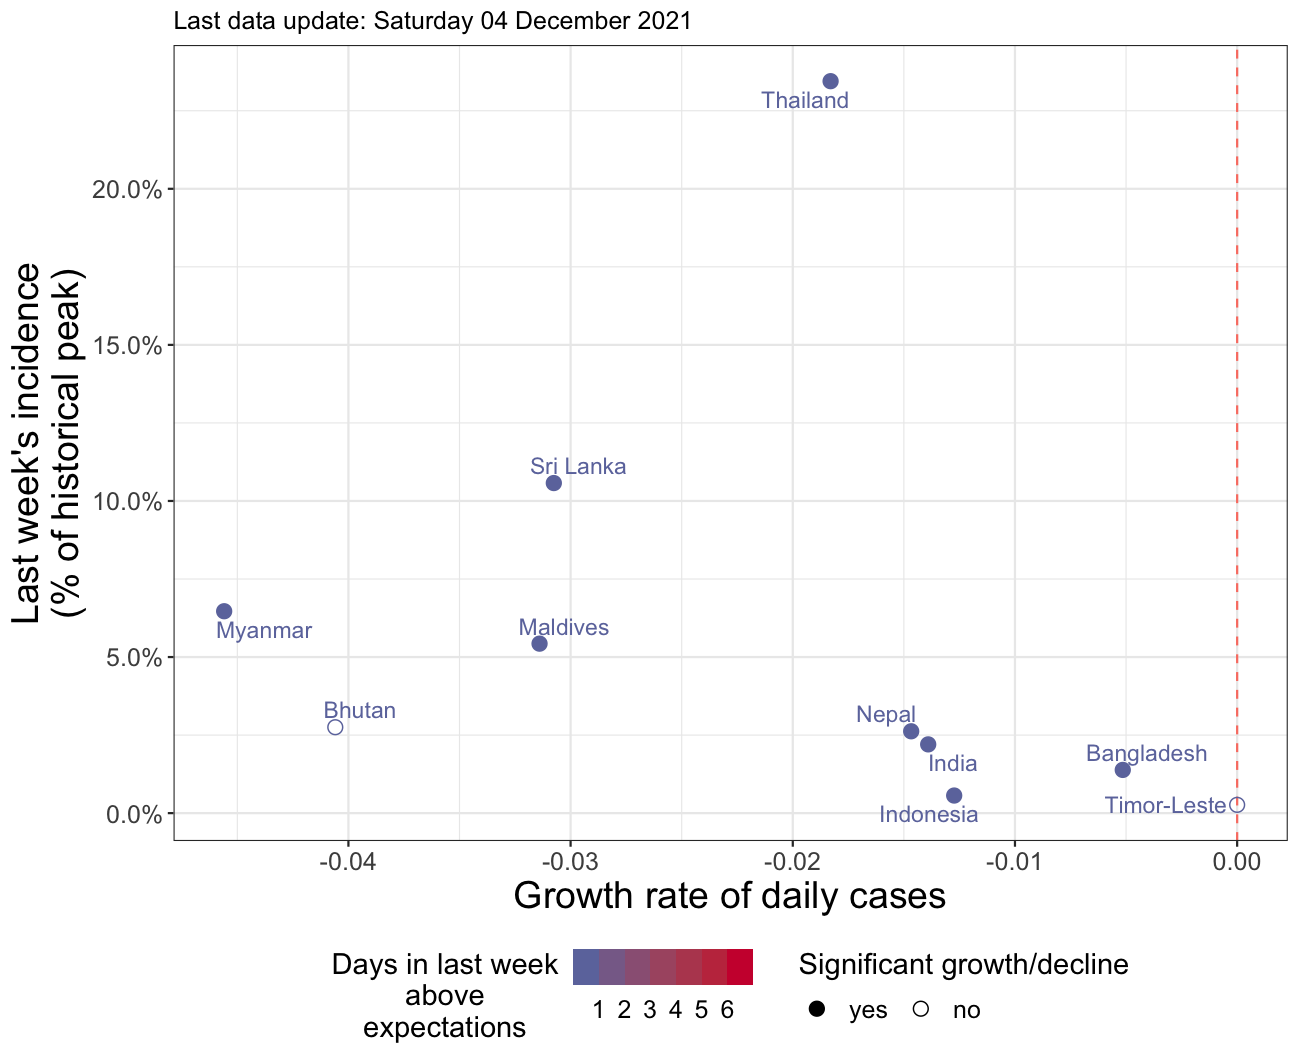 Last data update: Saturday 04 December 2021
Last week's incidence
(% of historical peak)
20.0%
15.0%
10.0%
5.0%
0.0%
Thailand
Sri Lanka
Myanmar
Maldives
Bhutan
Nepal
India
Bangladesh
Indonesia
Timor-Leste
-0.04 -0.03 -0.02 -0.01 0.00
Growth rate of daily cases
Days in last week
above
expectations
1 2 3 4 5 6
Significant growth/decline
yes no